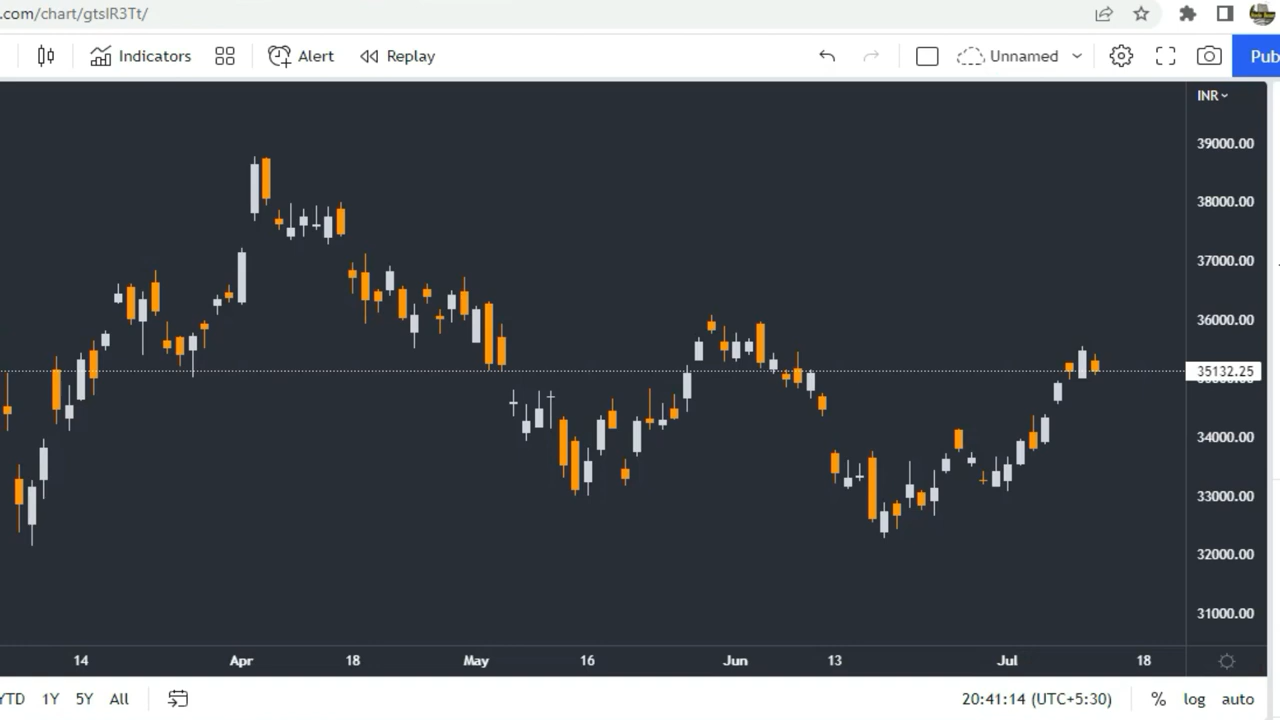 .com/chart/gtslR3Tt/
Indicators Alert Replay Unnamed Pub
INR
39000.00
38000.00
37000.00
36000.00
35132.25
34000.00
33000.00
32000.00
31000.00
14 Apr 18 May 16 Jun 13 Jul 18
YTD 1Y 5Y All 20:41:14 (UTC+5:30) % log auto